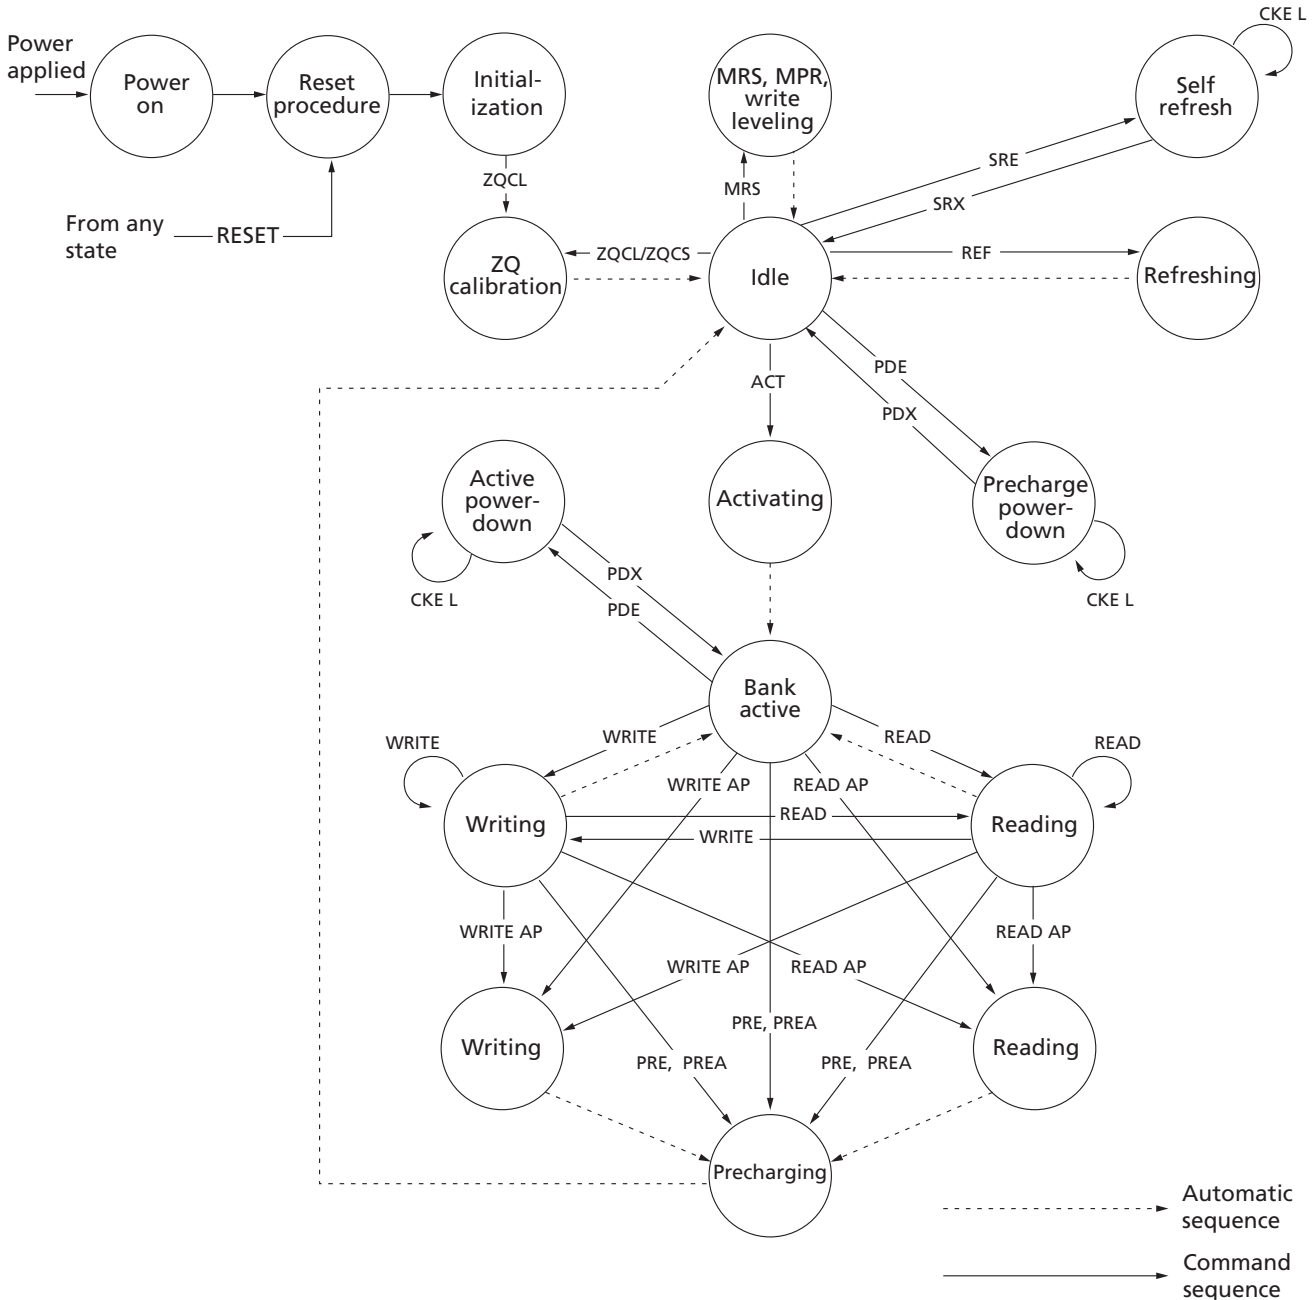 CKE L
Power
applied
Power
on
Reset
procedure
Initial-
ization
MRS, MPR,
write
leveling
Self
refresh
ZQCL
MRS
SRE
SRX
From any
state
RESET
ZQ
calibration
ZQCL/ZQCS
Idle
REF
Refreshing
PDE
ACT
PDX
Active
power-
down
Activating
Precharge
power-
down
PDX
CKE L
PDE
CKE L
Bank
active
WRITE
WRITE
READ
READ
WRITE AP
READ AP
Writing
READ
Reading
WRITE
WRITE AP
READ AP
WRITE AP
READ AP
PRE, PREA
Writing
Reading
PRE, PREA
PRE, PREA
Precharging
Automatic
sequence
Command
sequence